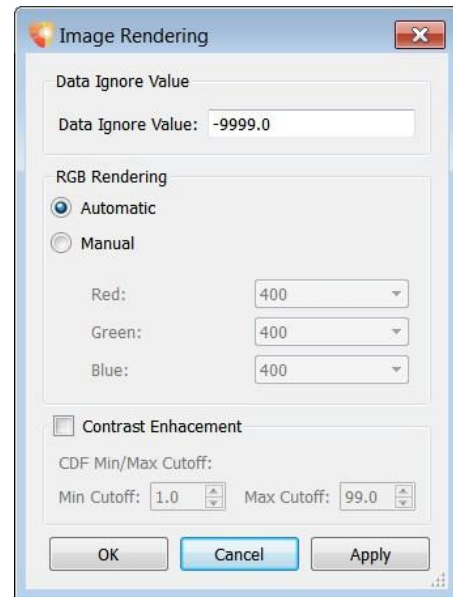 Image Rendering
Data Ignore Value
Data Ignore Value: -9999.0
RGB Rendering
Automatic
Manual
Red: 400
Green: 400
Blue: 400
Contrast Enhacement
CDF Min/Max Cutoff:
Min Cutoff: 1.0 Max Cutoff: 99.0
OK Cancel Apply